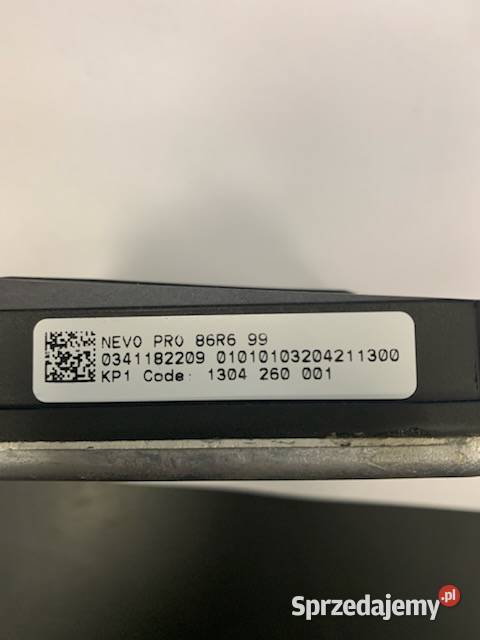 NEVO PRO 86R6 99
0341182209 01010103204211300
KP1 Code: 1304 260 001
Sprzedajemy.pl